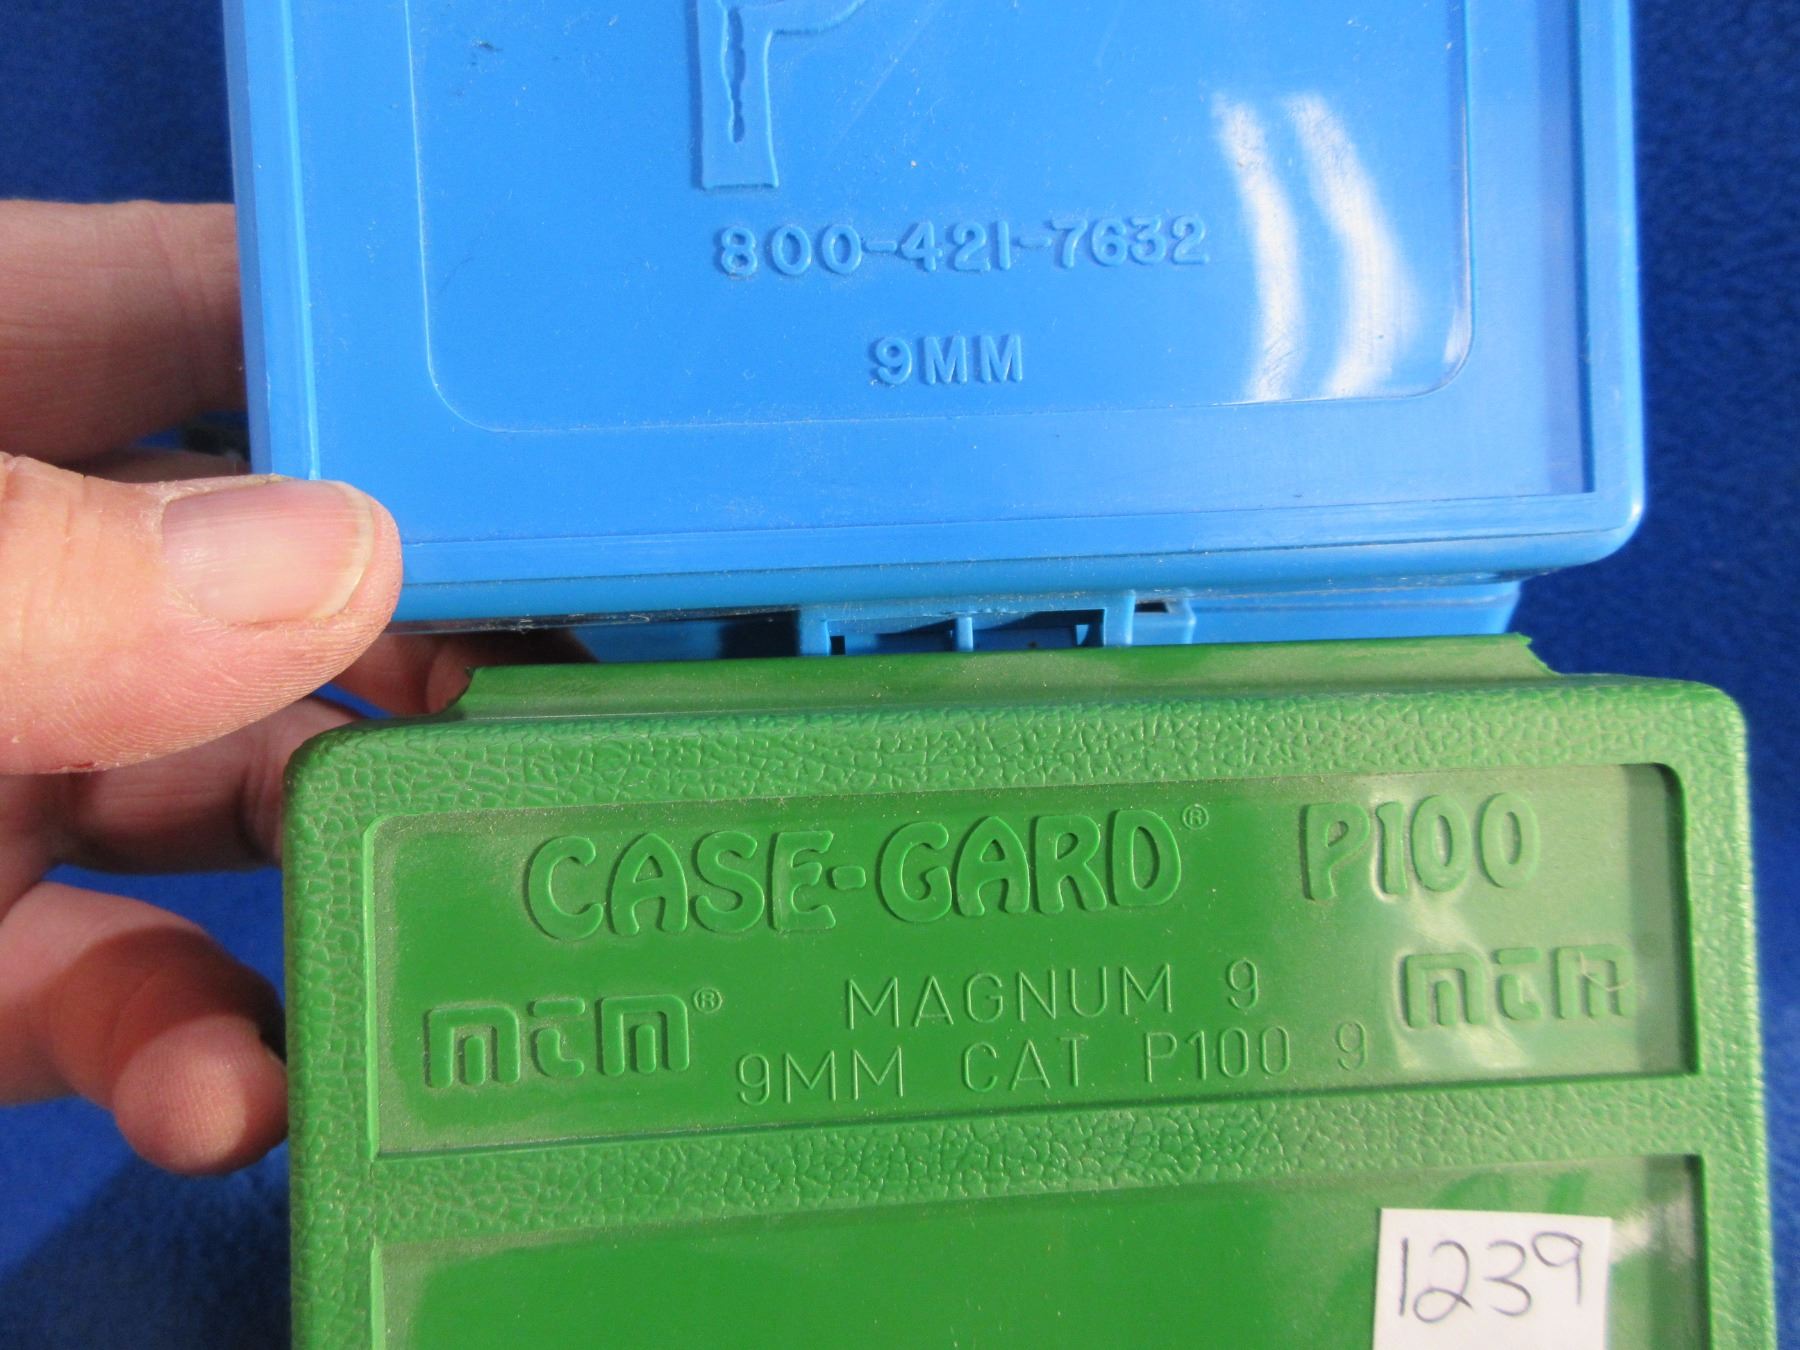 800-421-7632
9MM
CASE-GARD® P100
MTM® MAGNUM 9 MTM
9MM CAT P100 9
1239